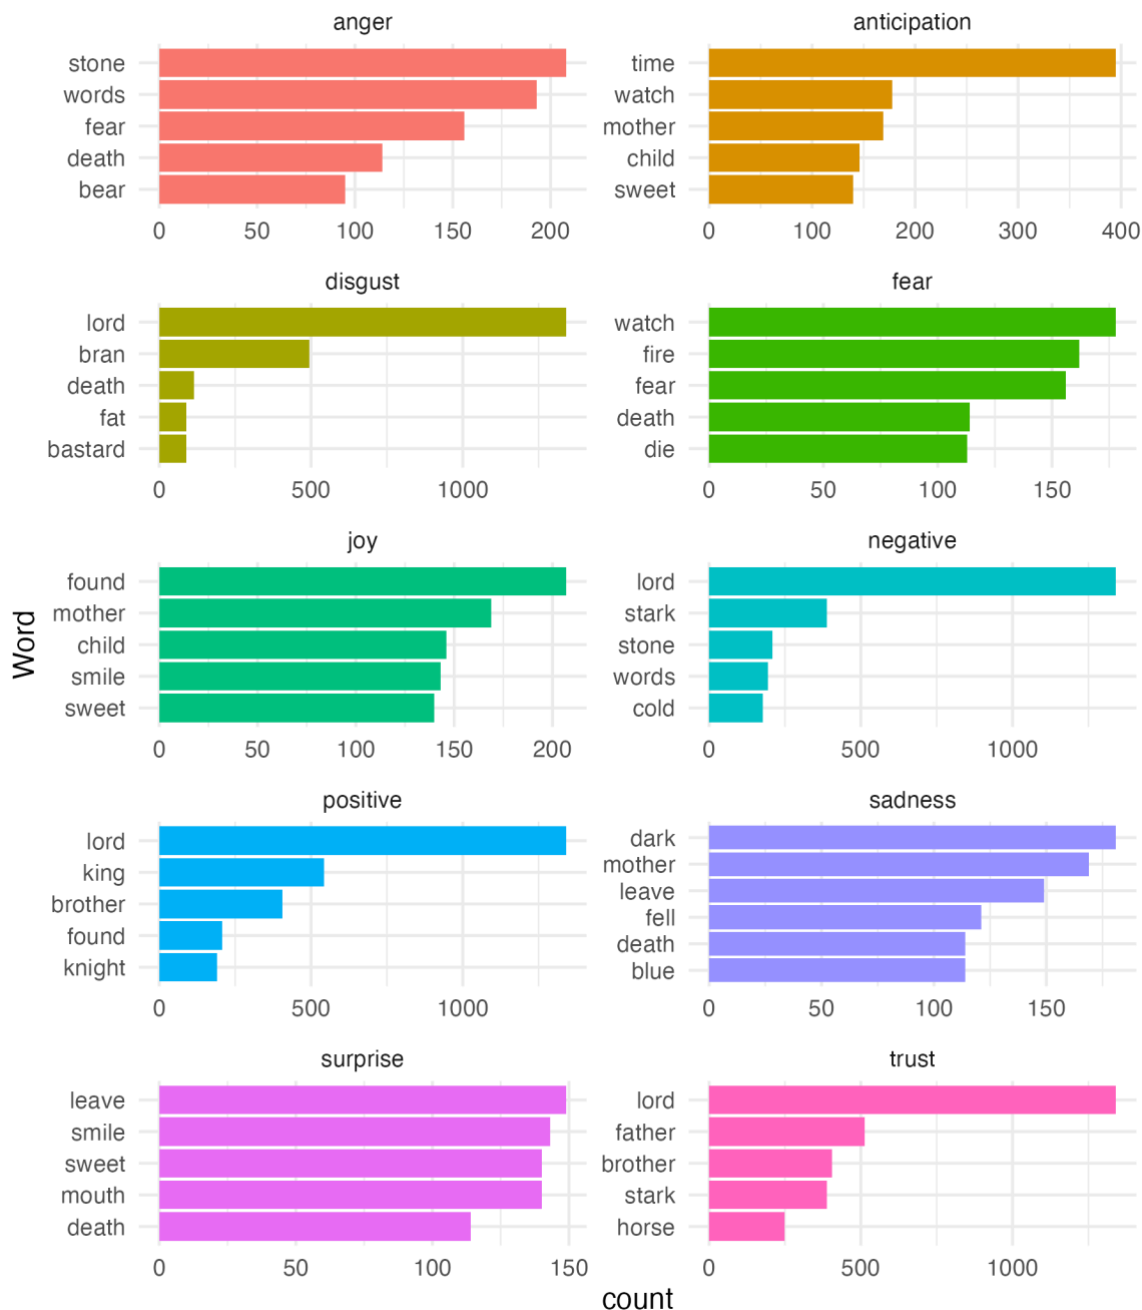 anger
stone
words
fear
death
bear
0 50 100 150 200
anticipation
time
watch
mother
child
sweet
0 100 200 300 400
disgust
lord
bran
death
fat
bastard
0 500 1000
fear
watch
fire
fear
death
die
0 50 100 150
joy
found
mother
child
smile
sweet
0 50 100 150 200
negative
lord
stark
stone
words
cold
0 500 1000
positive
lord
king
brother
found
knight
0 500 1000
sadness
dark
mother
leave
fell
death
blue
0 50 100 150
surprise
leave
smile
sweet
mouth
death
0 50 100 150
trust
lord
father
brother
stark
horse
0 500 1000
Word
count